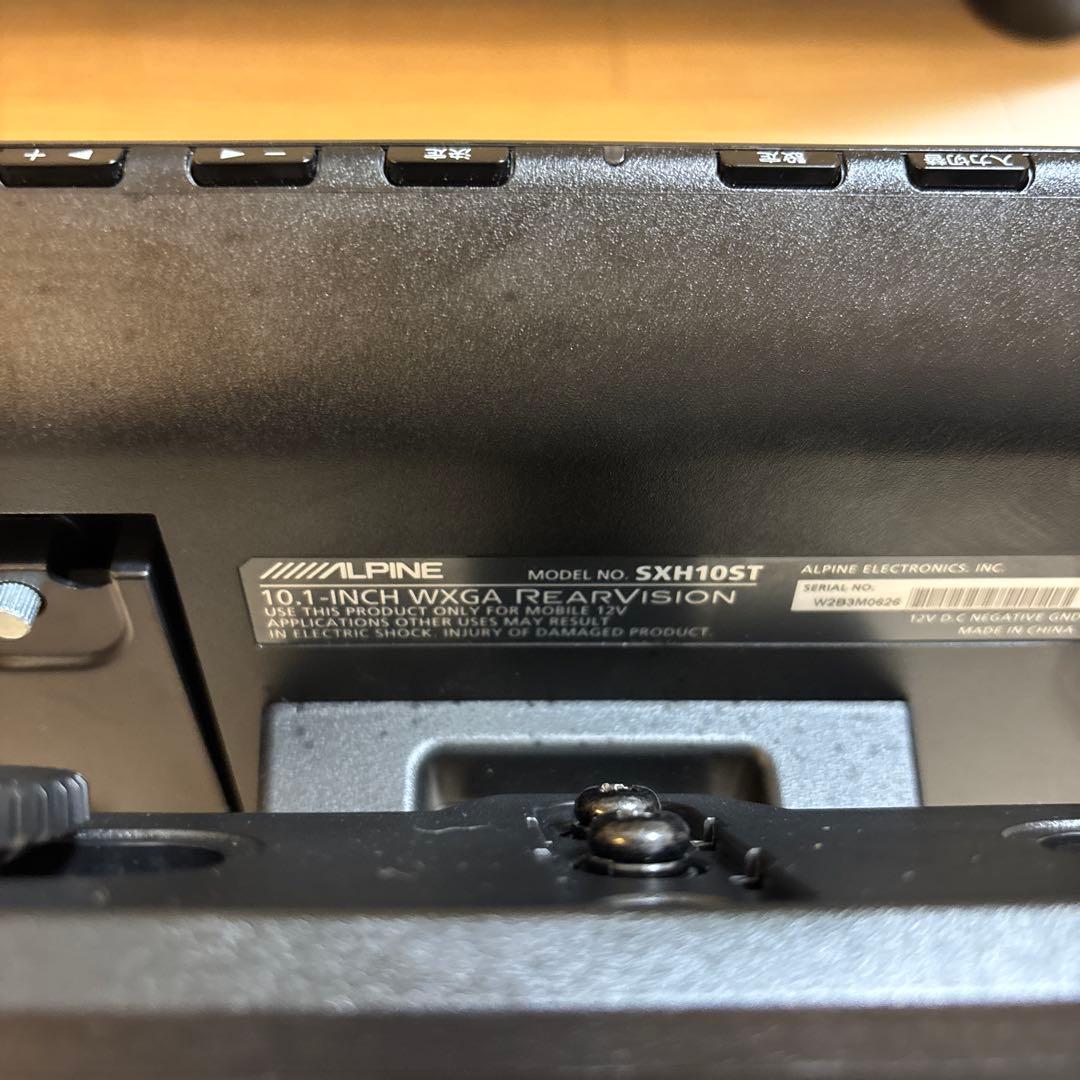 + ▶
▶ −
決定
設定
入力切替
ALPINE
MODEL NO. SXH10ST
10.1-INCH WXGA REARVISION
USE THIS PRODUCT ONLY FOR MOBILE 12V
APPLICATIONS OTHER USES MAY RESULT
IN ELECTRIC SHOCK. INJURY OF DAMAGED PRODUCT.
ALPINE ELECTRONICS. INC.
SERIAL NO.
W2B3M0626
12V D.C NEGATIVE GND
MADE IN CHINA